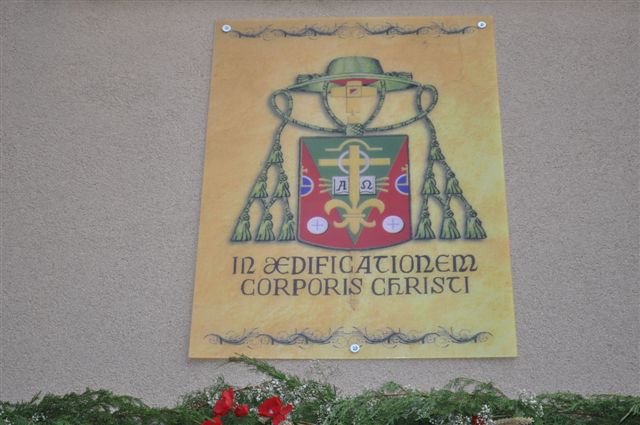 A Ω
IN ÆDIFICATIONEM
CORPORIS CHRISTI